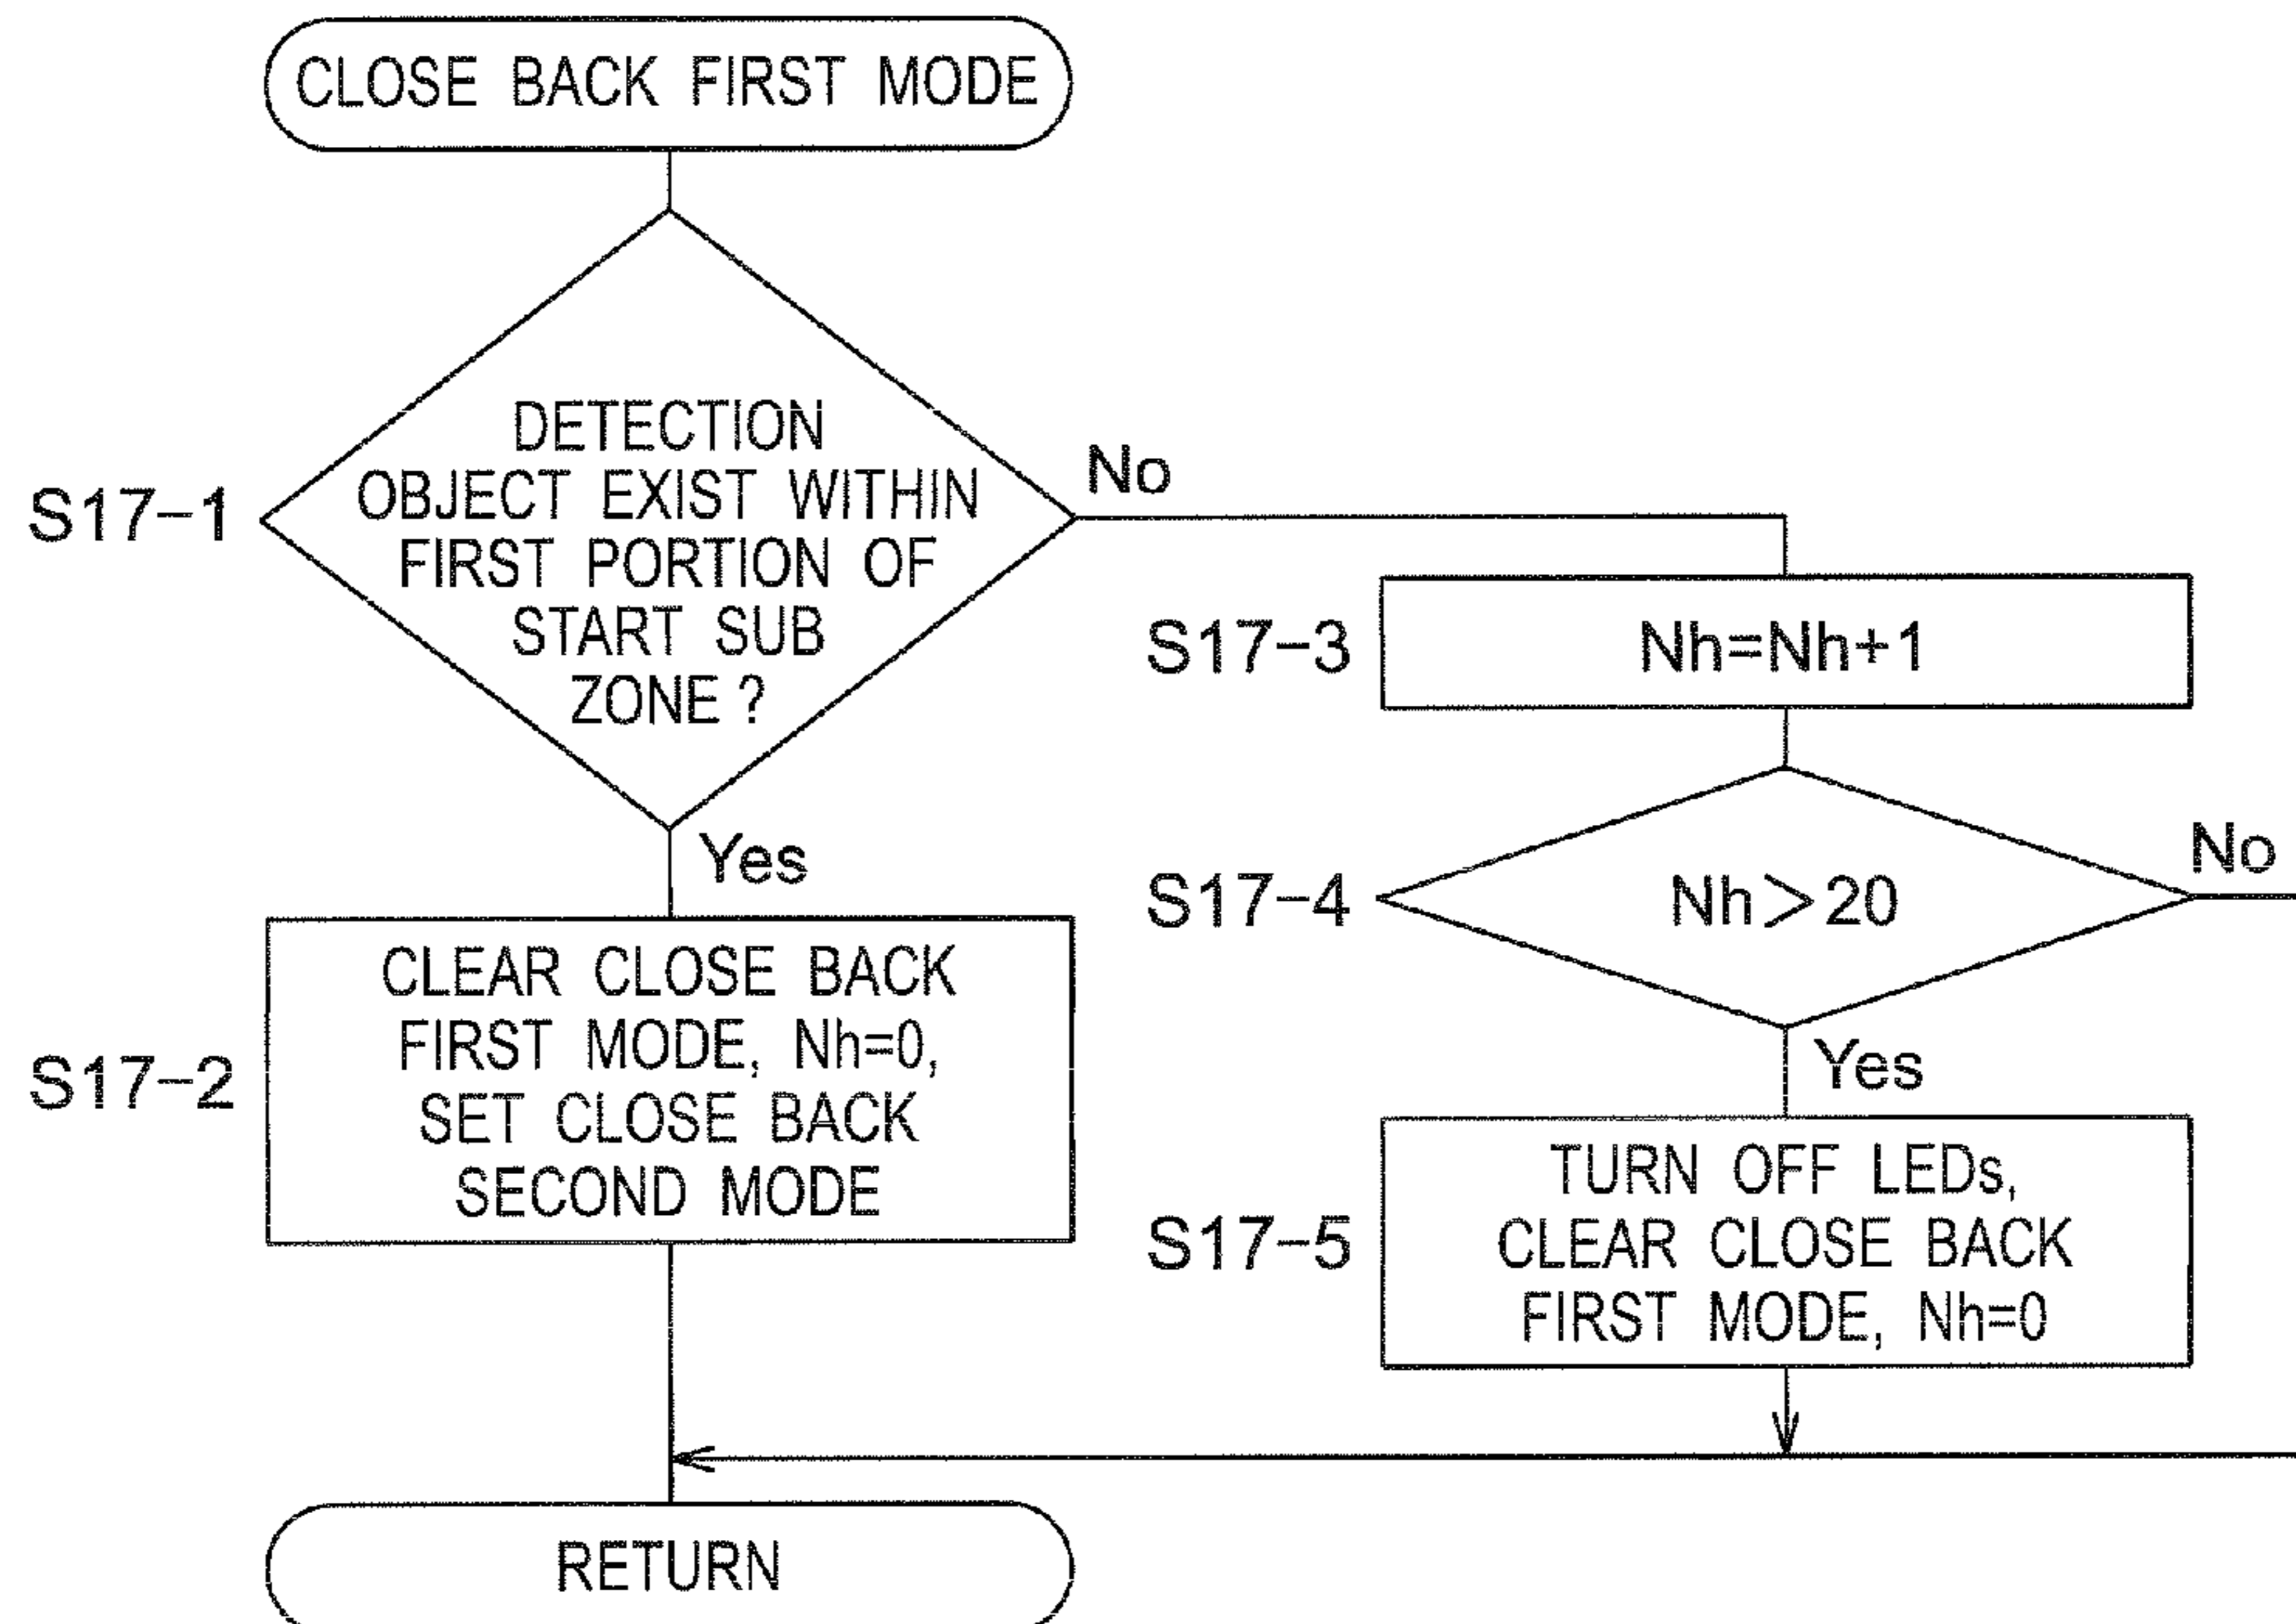 CLOSE BACK FIRST MODE
S17-1
DETECTION
OBJECT EXIST WITHIN
FIRST PORTION OF
START SUB
ZONE ?
No
Yes
S17-2
CLEAR CLOSE BACK
FIRST MODE, Nh=0,
SET CLOSE BACK
SECOND MODE
S17-3
Nh=Nh+1
S17-4
Nh>20
No
Yes
S17-5
TURN OFF LEDs,
CLEAR CLOSE BACK
FIRST MODE, Nh=0
RETURN